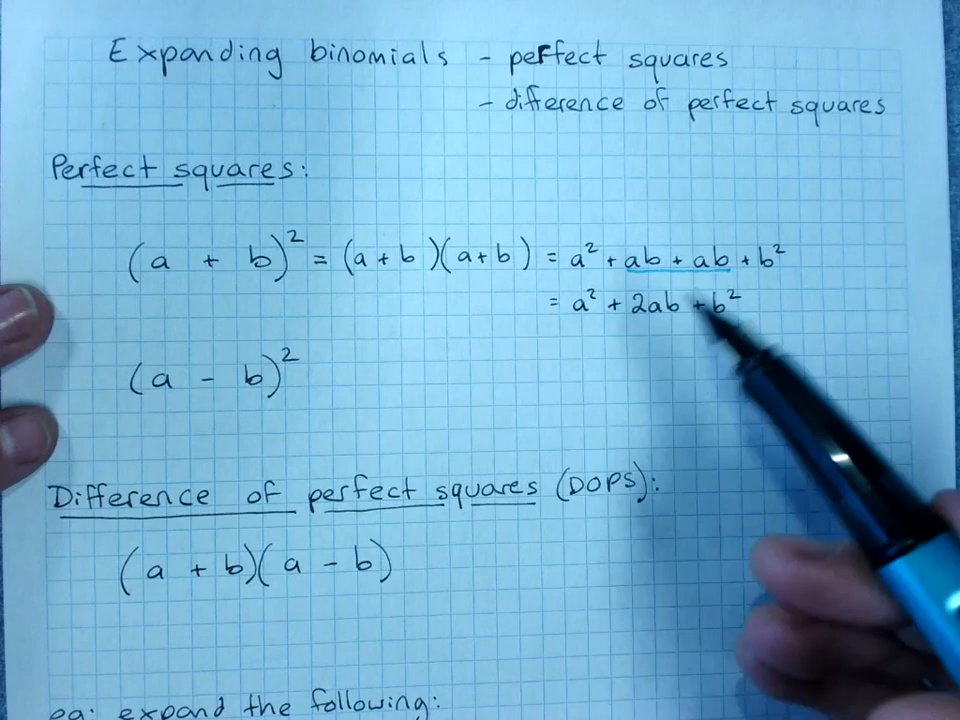 Expanding binomials - perfect squares
- difference of perfect squares
Perfect squares:
(a + b)² = (a + b)(a + b) = a² + ab + ab + b²
= a² + 2ab + b²
(a - b)²
Difference of perfect squares (DOPS):
(a + b)(a - b)
eg: expand the following: